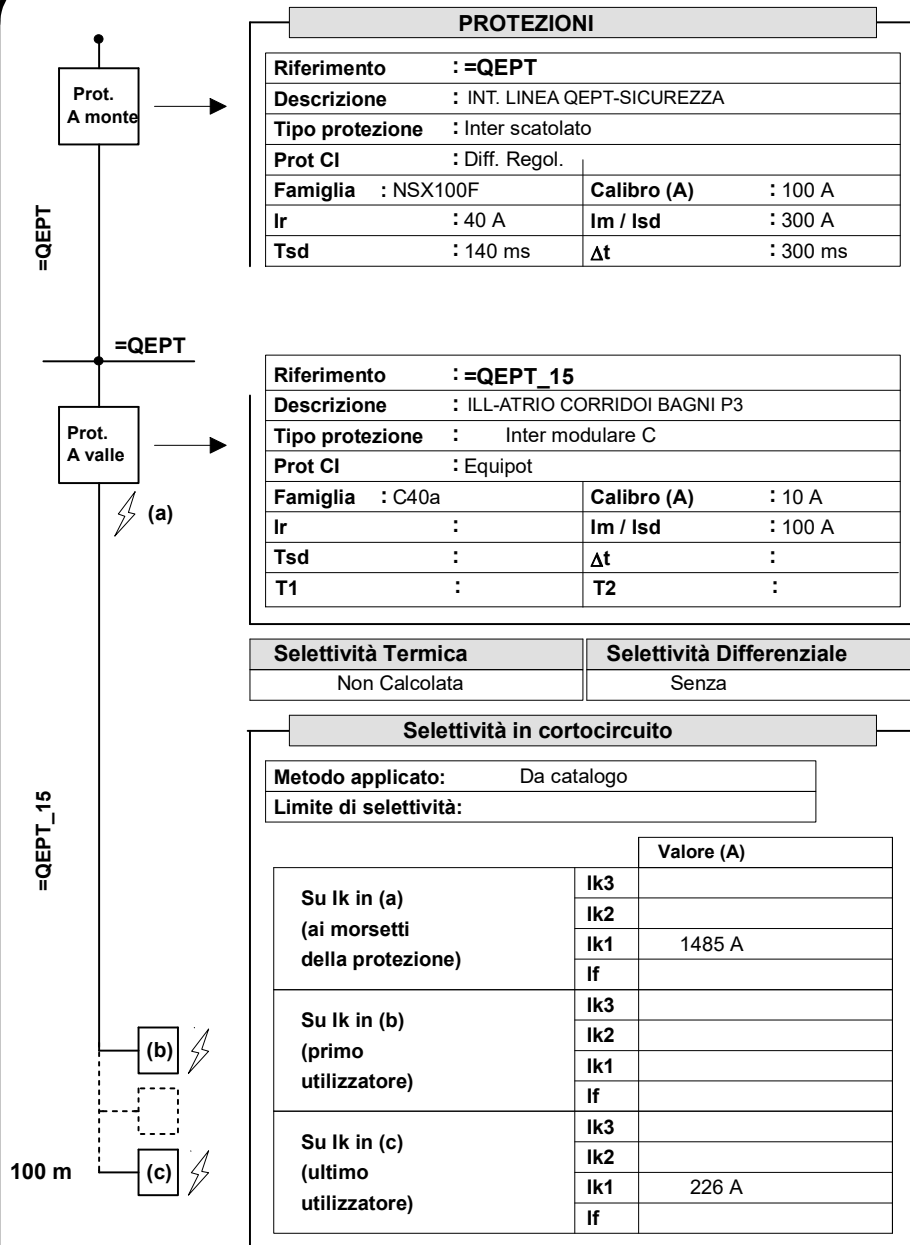 PROTEZIONI
Prot.
A monte
=QEPT
Riferimento : =QEPT
Descrizione : INT. LINEA QEPT-SICUREZZA
Tipo protezione : Inter scatolato
Prot CI : Diff. Regol.
Famiglia : NSX100F Calibro (A) : 100 A
Ir : 40 A Im / Isd : 300 A
Tsd : 140 ms Δt : 300 ms
=QEPT
Prot.
A valle
(a)
Riferimento : =QEPT_15
Descrizione : ILL-ATRIO CORRIDOI BAGNI P3
Tipo protezione : Inter modulare C
Prot CI : Equipot
Famiglia : C40a Calibro (A) : 10 A
Ir : Im / Isd : 100 A
Tsd : Δt :
T1 : T2 :
Selettività Termica Selettività Differenziale
Non Calcolata Senza
Selettività in cortocircuito
Metodo applicato: Da catalogo
Limite di selettività:
=QEPT_15
Valore (A)
Su Ik in (a)
(ai morsetti
della protezione)
Ik3
Ik2
Ik1 1485 A
If
Su Ik in (b)
(primo
utilizzatore)
Ik3
Ik2
Ik1
If
(b)
Su Ik in (c)
(ultimo
utilizzatore)
Ik3
Ik2
Ik1 226 A
If
100 m
(c)